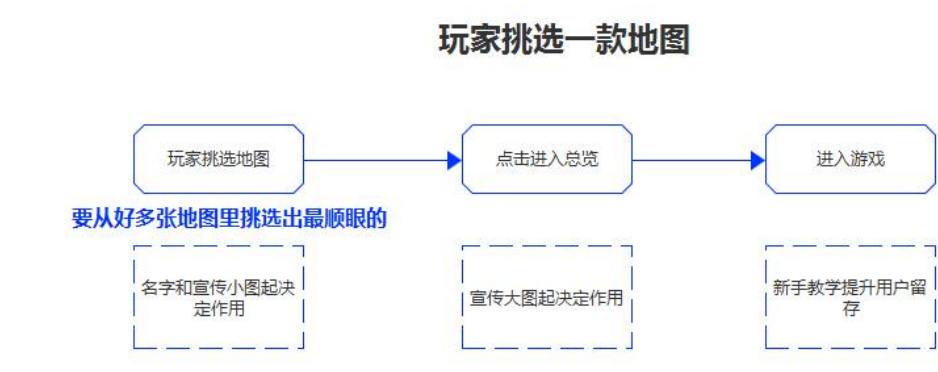 玩家挑选一款地图
玩家挑选地图
点击进入总览
进入游戏
要从好多张地图里挑选出最顺眼的
名字和宣传小图起决
定作用
宣传大图起决定作用
新手教学提升用户留
存